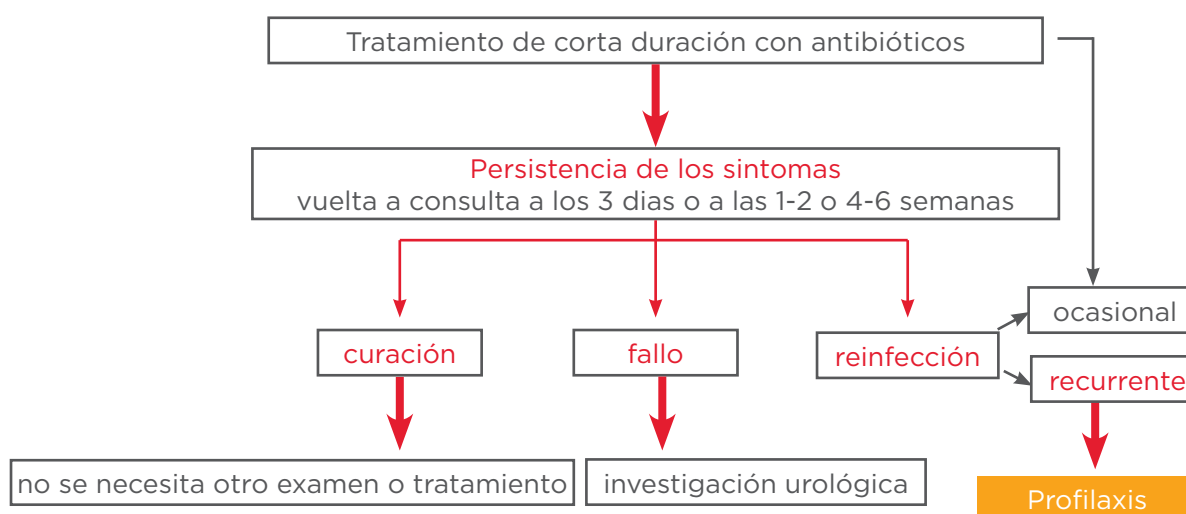 Tratamiento de corta duración con antibióticos
Persistencia de los sintomas
vuelta a consulta a los 3 dias o a las 1-2 o 4-6 semanas
curación
fallo
reinfección
ocasional
recurrente
no se necesita otro examen o tratamiento
investigación urológica
Profilaxis